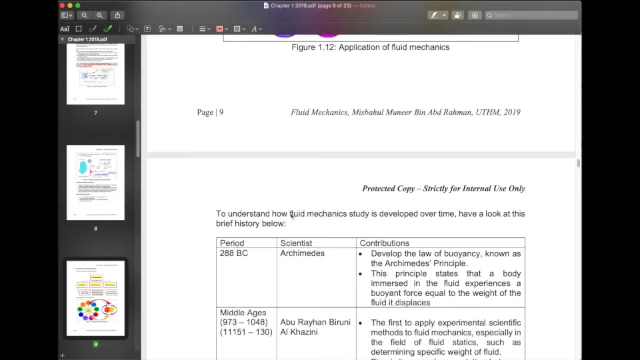 Chapter 1 2019.pdf (page 9 of 23) — Edited
Chapter 1 2019.pdf
7
8
9
Figure 1.12: Application of fluid mechanics
Page | 9 Fluid Mechanics, Misbahul Muneer Bin Abd Rahman, UTHM, 2019
Protected Copy – Strictly for Internal Use Only
To understand how fluid mechanics study is developed over time, have a look at this
brief history below:
Period Scientist Contributions
288 BC Archimedes • Develop the law of buoyancy, known as
the Archimedes' Principle.
• This principle states that a body
immersed in the fluid experiences a
buoyant force equal to the weight of the
fluid it displaces
Middle Ages
(973 – 1048) Abu Rayhan Biruni • The first to apply experimental scientific
(11151 – 130) Al Khazini methods to fluid mechanics, especially in
the field of fluid statics, such as
determining specific weight of fluid.